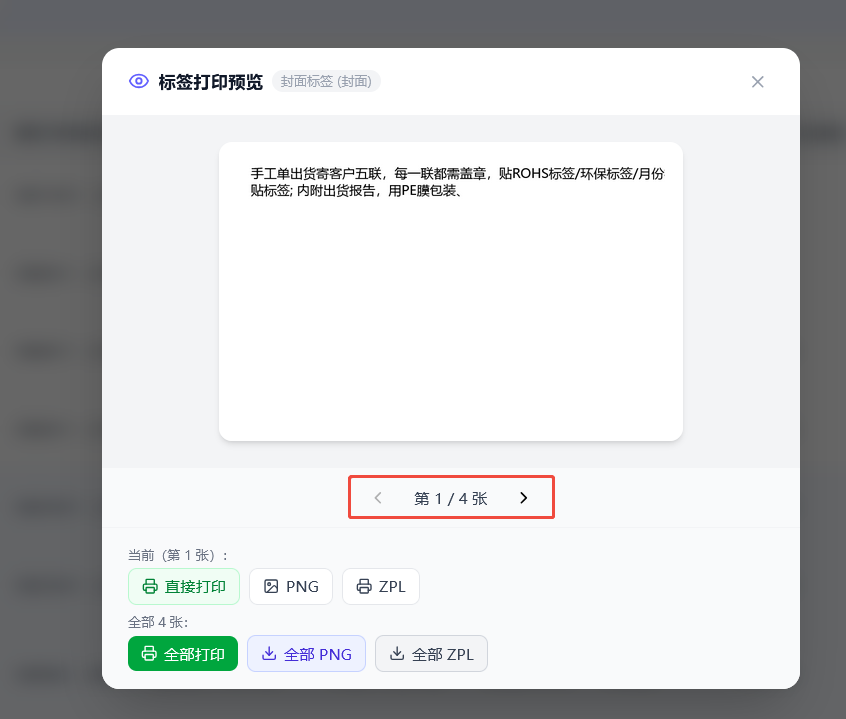 标签打印预览 封面标签 (封面)
手工单出货寄客户五联，每一联都需盖章，贴ROHS标签/环保标签/月份
贴标签; 内附出货报告，用PE膜包装、
第 1 / 4 张
当前（第 1 张）:
直接打印 PNG ZPL
全部 4 张:
全部打印 全部 PNG 全部 ZPL